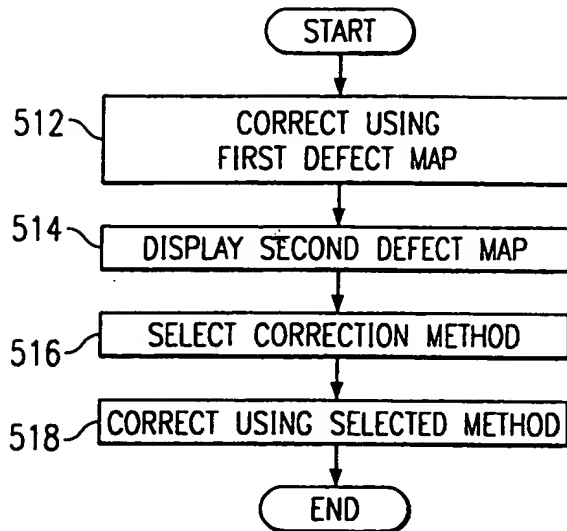 START
512
CORRECT USING
FIRST DEFECT MAP
514
DISPLAY SECOND DEFECT MAP
516
SELECT CORRECTION METHOD
518
CORRECT USING SELECTED METHOD
END